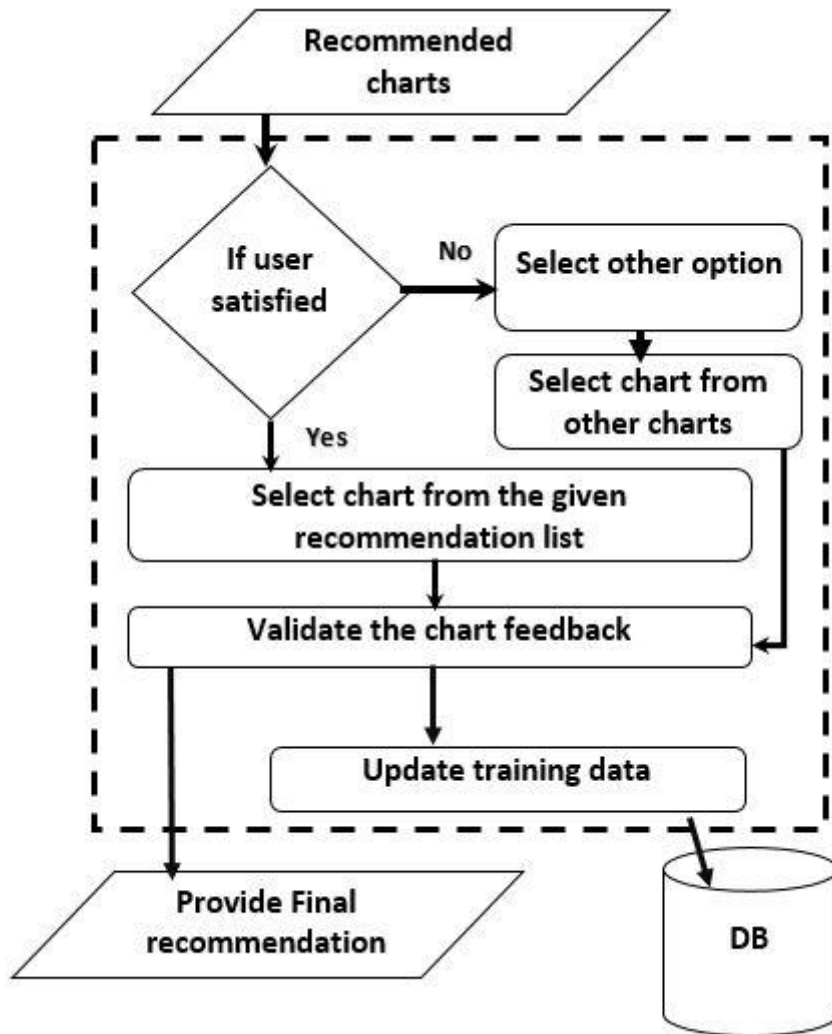 Recommended
charts
If user
satisfied
No
Select other option
Select chart from
other charts
Yes
Select chart from the given
recommendation list
Validate the chart feedback
Update training data
Provide Final
recommendation
DB